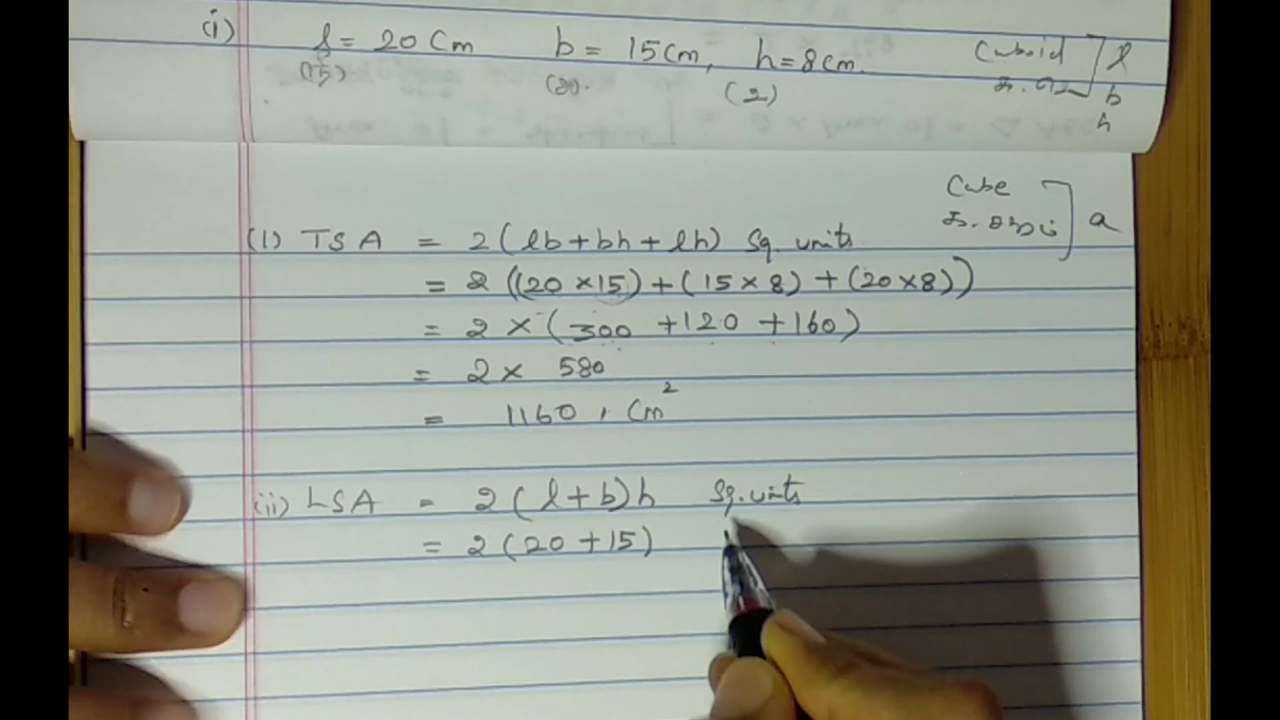 (i) l = 20 Cm b = 15 Cm, h = 8 cm. Cuboid ] l
(2) b
h
Cube ] a
(1) TSA = 2 (lb + bh + lh) Sq. units
= 2 ((20 × 15) + (15 × 8) + (20 × 8))
= 2 × (300 + 120 + 160)
= 2 × 580
= 1160 , Cm²
(ii) LSA = 2 (l + b) h Sq. units
= 2 (20 + 15)